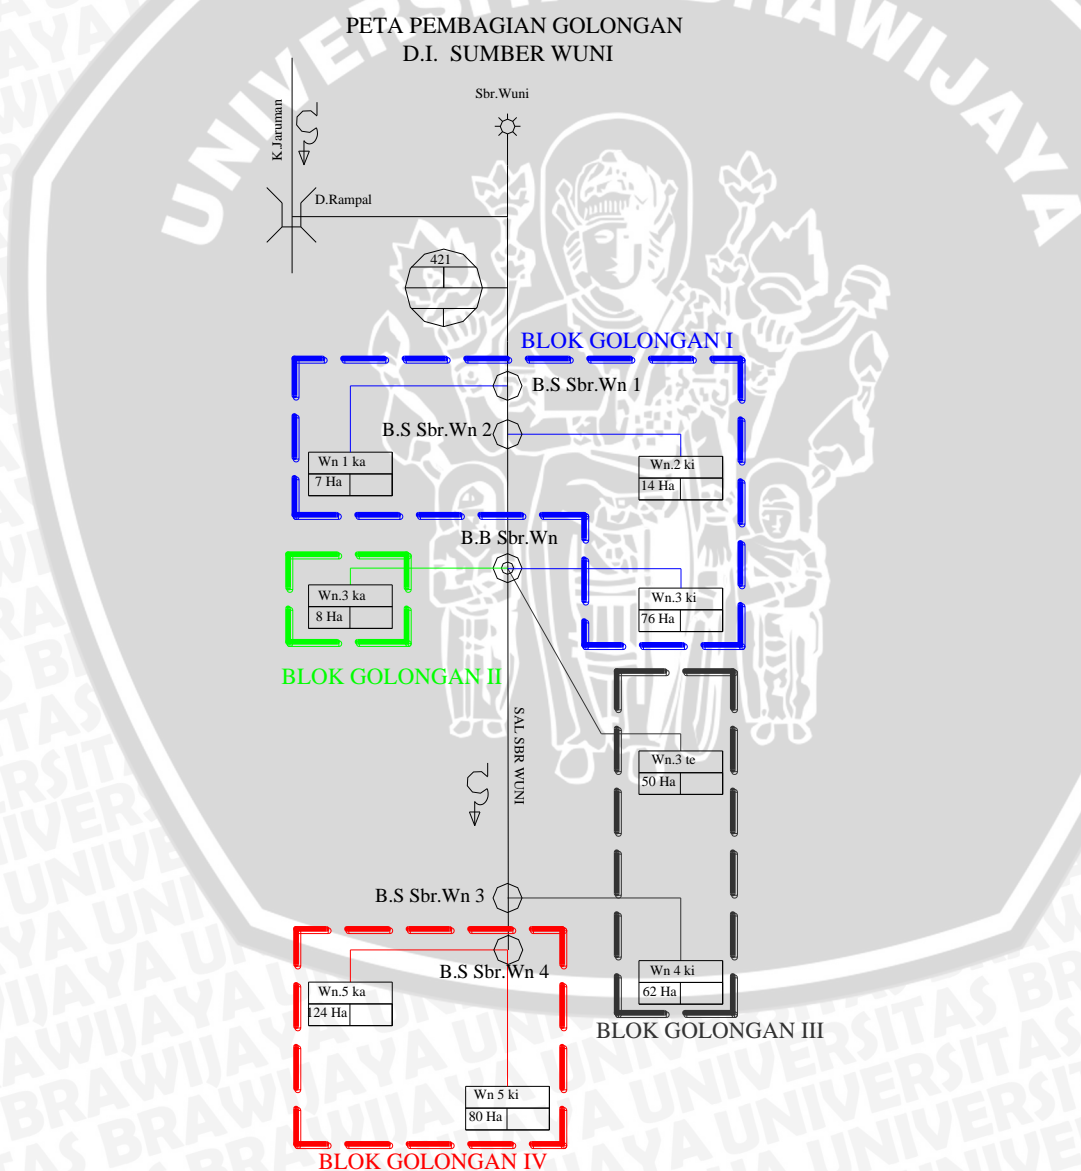 PETA PEMBAGIAN GOLONGAN
D.I. SUMBER WUNI
Sbr.Wuni
K.Jaruman
D.Rampal
421
BLOK GOLONGAN I
B.S Sbr.Wn 1
B.S Sbr.Wn 2
Wn 1 ka
7 Ha
Wn.2 ki
14 Ha
B.B Sbr.Wn
Wn.3 ka
8 Ha
Wn.3 ki
76 Ha
BLOK GOLONGAN II
SAL SBR WUNI
Wn.3 te
50 Ha
B.S Sbr.Wn 3
B.S Sbr.Wn 4
Wn 4 ki
62 Ha
Wn.5 ka
124 Ha
BLOK GOLONGAN III
Wn 5 ki
80 Ha
BLOK GOLONGAN IV
UNIVERSITAS BRAWIJAYA